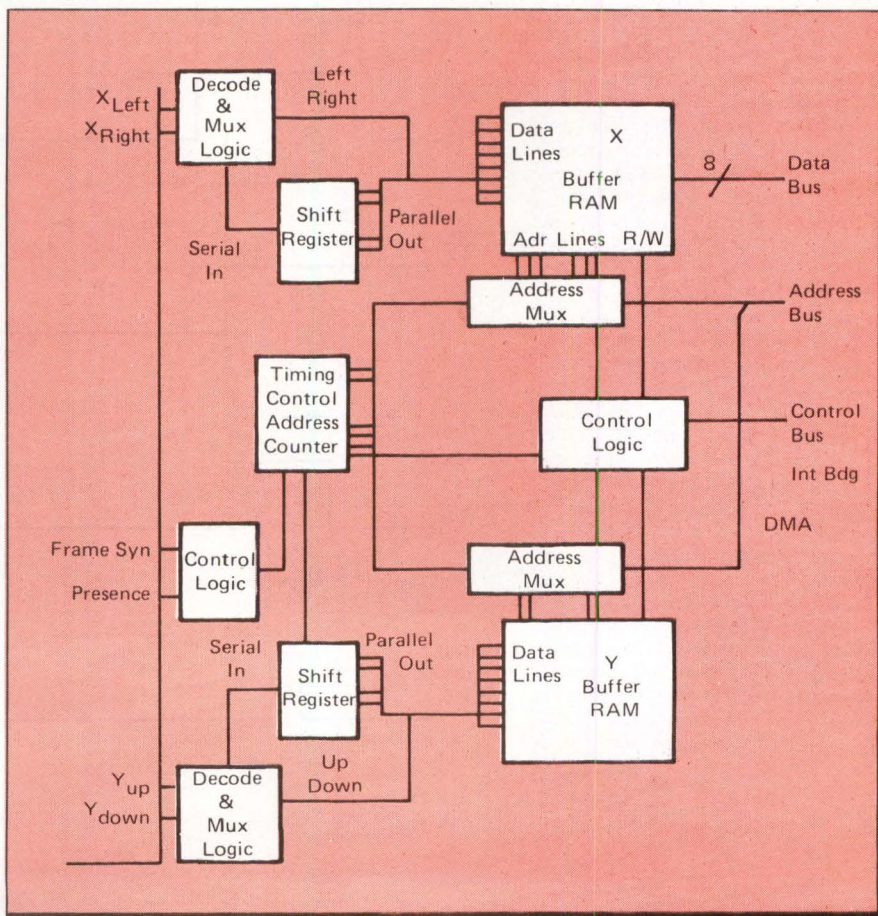 Decode
&
Mux
Logic
X Left
X Right
Left
Right
Serial
In
Shift
Register
Parallel
Out
Data
Lines
X
Buffer
RAM
Adr Lines R/W
8
Data
Bus
Address
Mux
Address
Bus
Timing
Control
Address
Counter
Control
Logic
Control
Bus
Int Bdg
DMA
Frame Syn
Presence
Control
Logic
Address
Mux
Serial
In
Shift
Register
Parallel
Out
Data
Lines
Y
Buffer
RAM
Up
Down
Y up
Y down
Decode
&
Mux
Logic